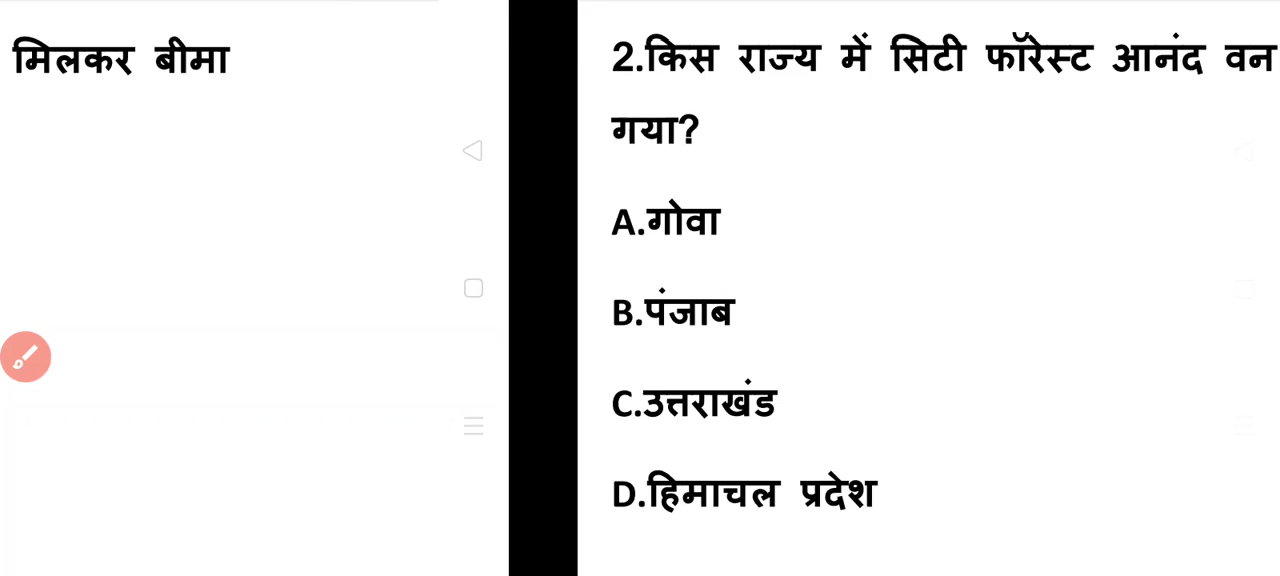 मिलकर बीमा
2.किस राज्य में सिटी फॉरेस्ट आनंद वन
गया?
A.गोवा
B.पंजाब
C.उत्तराखंड
D.हिमाचल प्रदेश